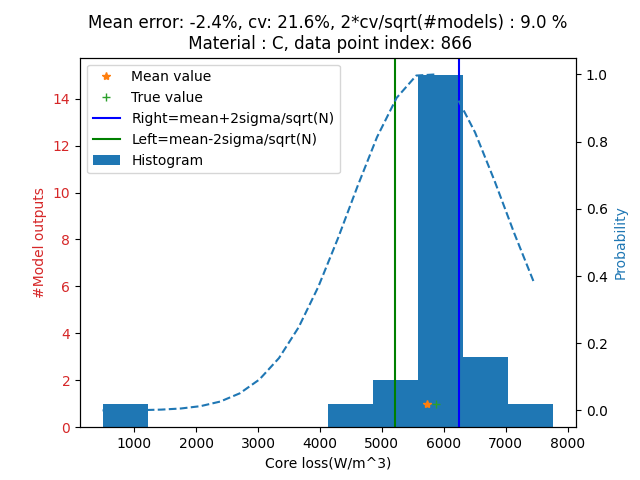 Mean error: -2.4%, cv: 21.6%, 2*cv/sqrt(#models) : 9.0 %
Material : C, data point index: 866
Mean value
True value
Right=mean+2sigma/sqrt(N)
Left=mean-2sigma/sqrt(N)
Histogram
#Model outputs
14
12
10
8
6
4
2
0
1.0
0.8
0.6
0.4
0.2
0.0
Probability
1000 2000 3000 4000 5000 6000 7000 8000
Core loss(W/m^3)